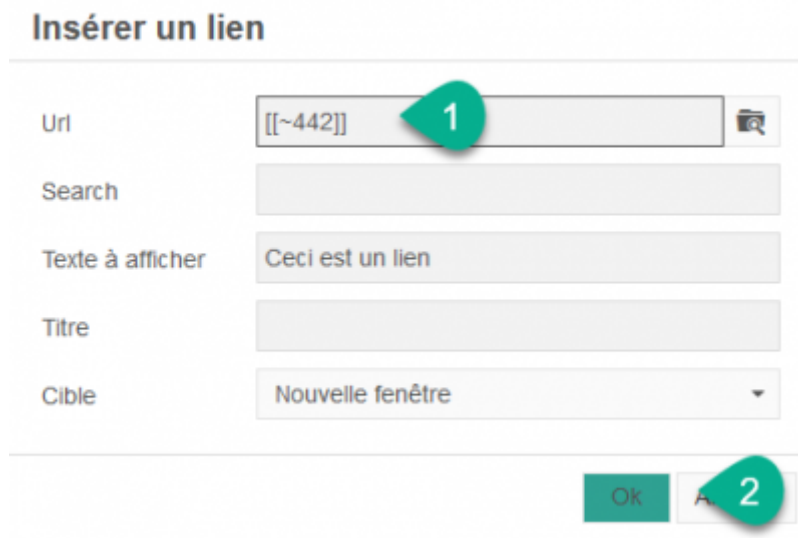 Insérer un lien
Url [[~442]] 1
Search
Texte à afficher Ceci est un lien
Titre
Cible Nouvelle fenêtre
Ok 2